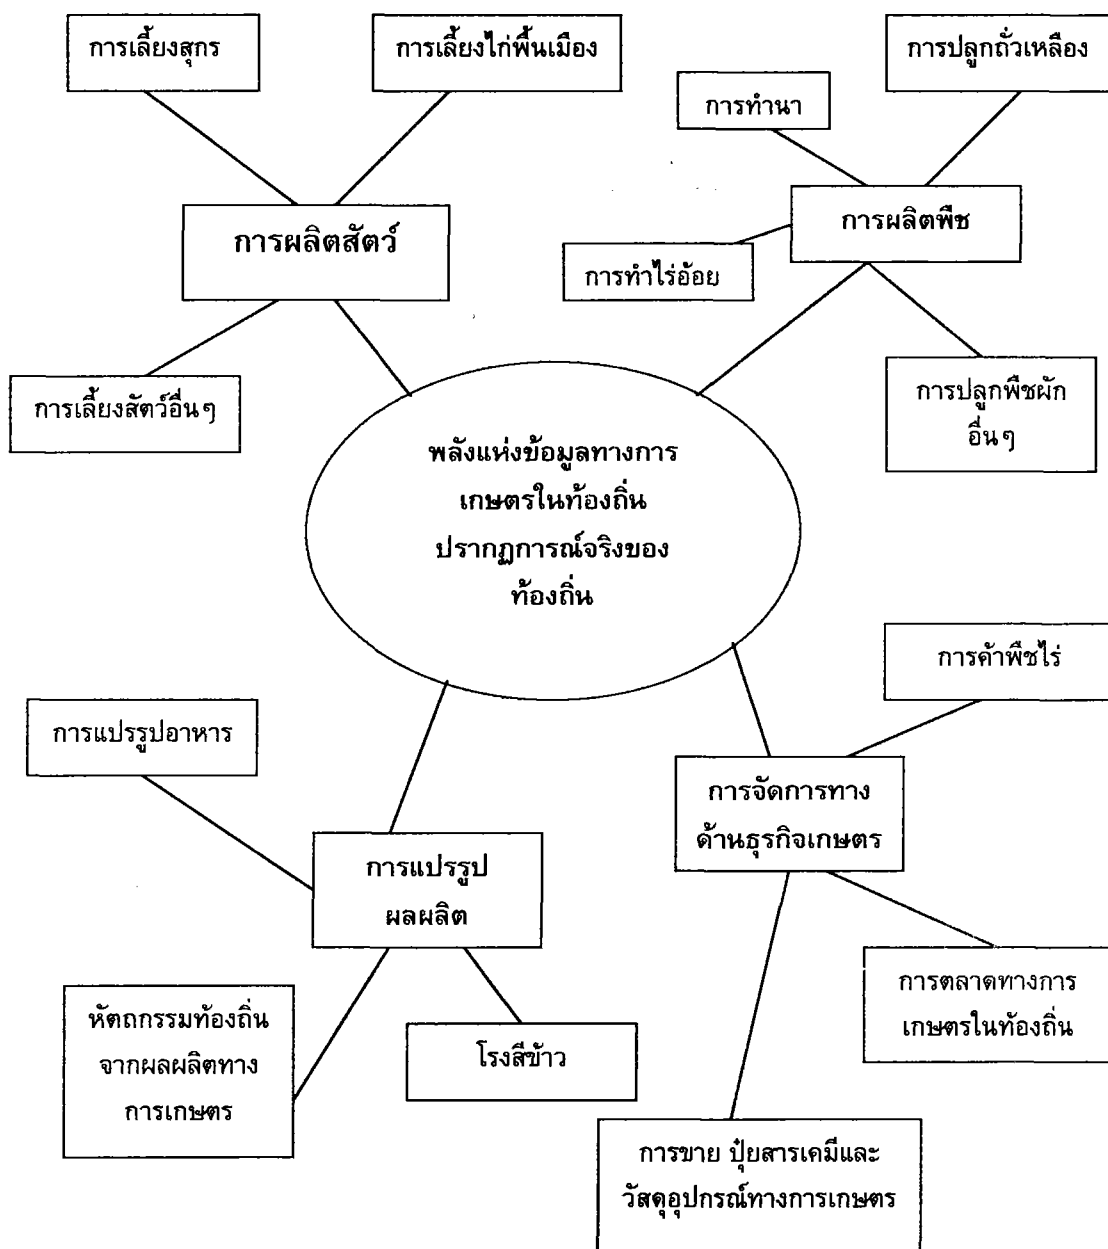 การเลี้ยงสุกร
การเลี้ยงไก่พื้นเมือง
การปลูกถั่วเหลือง
การทำนา
การผลิตสัตว์
การผลิตพืช
การทำไร่อ้อย
การเลี้ยงสัตว์อื่นๆ
การปลูกพืชผัก
อื่นๆ
พลังแห่งข้อมูลทางการ
เกษตรในท้องถิ่น
ปรากฏการณ์จริงของ
ท้องถิ่น
การค้าพืชไร่
การแปรรูปอาหาร
การจัดการทาง
ด้านธุรกิจเกษตร
การแปรรูป
ผลผลิต
การตลาดทางการ
เกษตรในท้องถิ่น
หัตถกรรมท้องถิ่น
จากผลผลิตทาง
การเกษตร
โรงสีข้าว
การขาย ปุ๋ยสารเคมีและ
วัสดุอุปกรณ์ทางการเกษตร